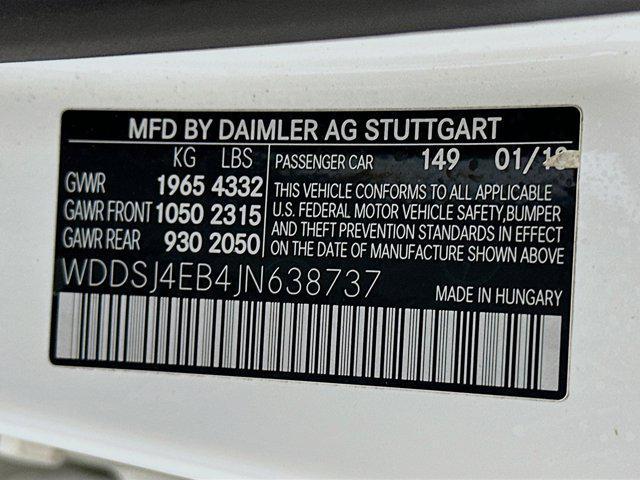 MFD BY DAIMLER AG STUTTGART
KG LBS
GVWR 1965 4332
GAWR FRONT 1050 2315
GAWR REAR 930 2050
PASSENGER CAR 149 01/18
THIS VEHICLE CONFORMS TO ALL APPLICABLE
U.S. FEDERAL MOTOR VEHICLE SAFETY,BUMPER
AND THEFT PREVENTION STANDARDS IN EFFECT
ON THE DATE OF MANUFACTURE SHOWN ABOVE
WDDSJ4EB4JN638737
MADE IN HUNGARY